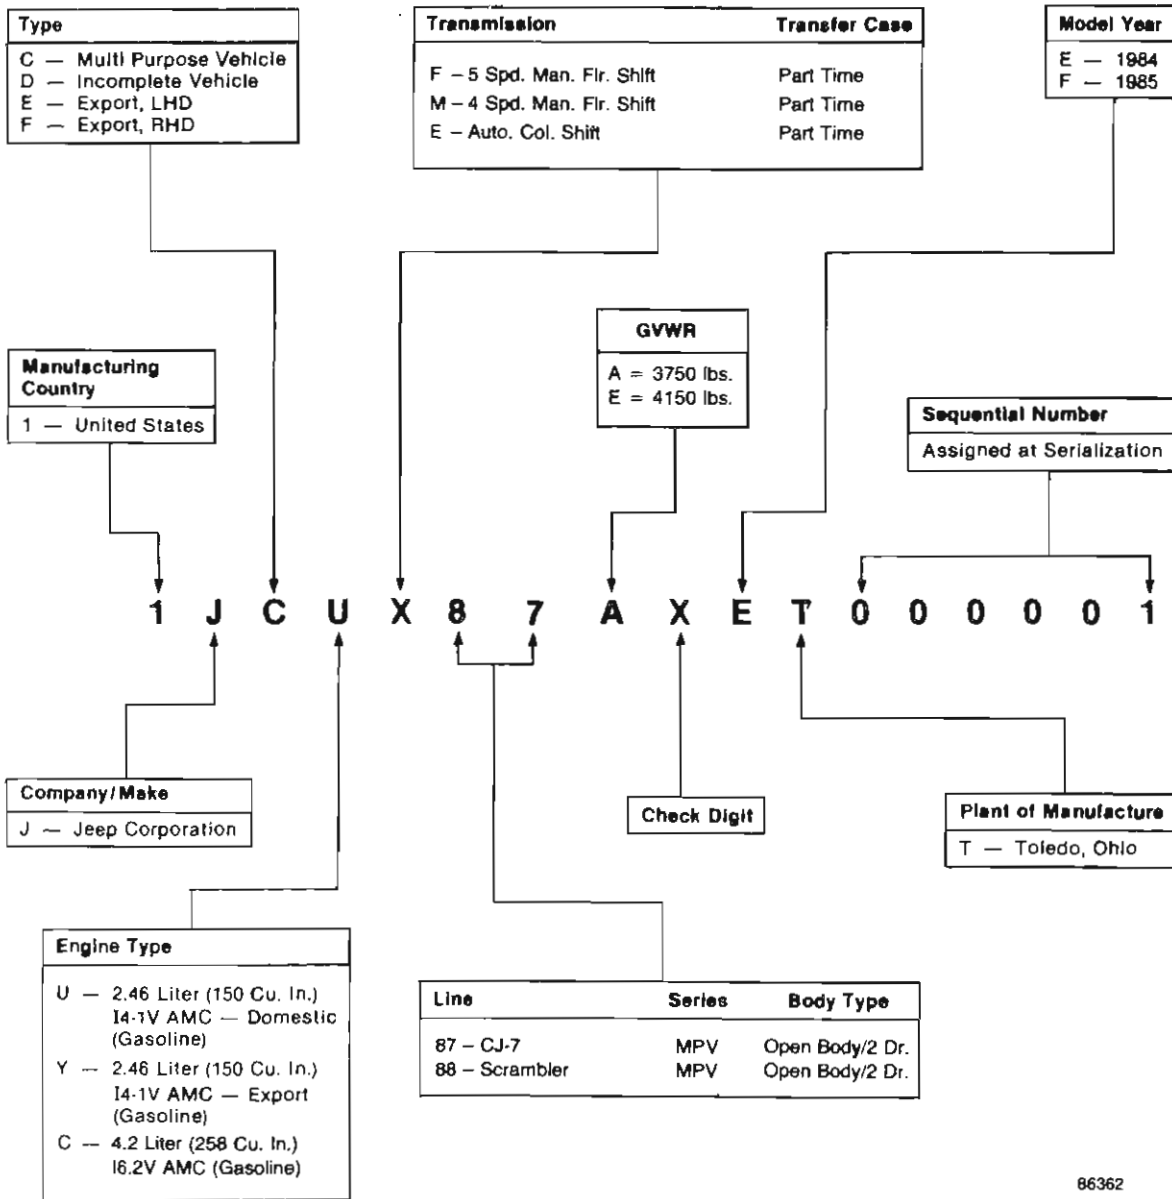 Type
C — Multi Purpose Vehicle
D — Incomplete Vehicle
E — Export, LHD
F — Export, RHD
Transmission Transfer Case
F – 5 Spd. Man. Flr. Shift Part Time
M – 4 Spd. Man. Flr. Shift Part Time
E – Auto. Col. Shift Part Time
Model Year
E — 1984
F — 1985
Manufacturing
Country
1 — United States
GVWR
A = 3750 lbs.
E = 4150 lbs.
Sequential Number
Assigned at Serialization
1 J C U X 8 7 A X E T 0 0 0 0 0 1
Company/Make
J — Jeep Corporation
Check Digit
Plant of Manufacture
T — Toledo, Ohio
Engine Type
U — 2.46 Liter (150 Cu. In.)
I4-1V AMC — Domestic
(Gasoline)
Y — 2.46 Liter (150 Cu. In.)
I4-1V AMC — Export
(Gasoline)
C — 4.2 Liter (258 Cu. In.)
I6.2V AMC (Gasoline)
Line Series Body Type
87 – CJ-7 MPV Open Body/2 Dr.
88 – Scrambler MPV Open Body/2 Dr.
86362